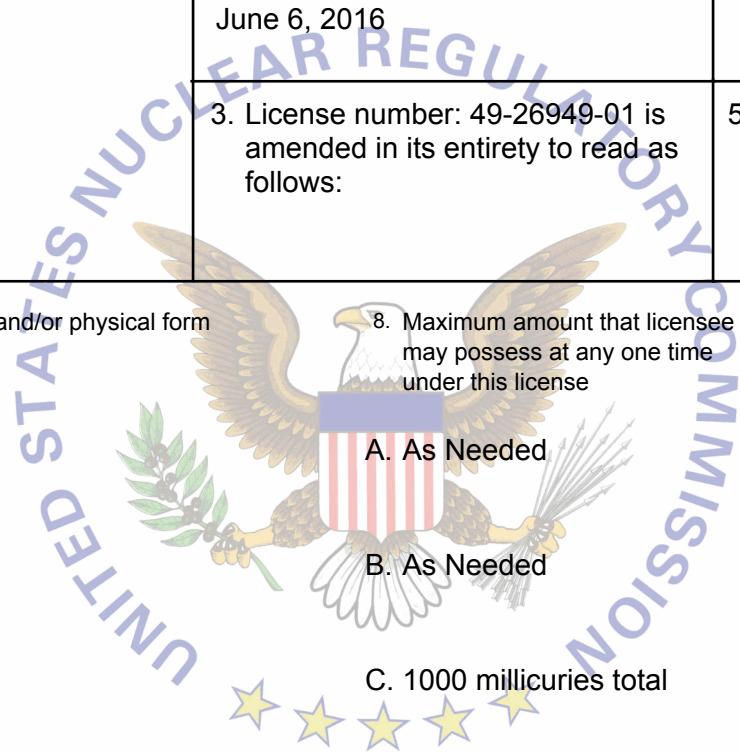 June 6, 2016
3. License number: 49-26949-01 is
amended in its entirety to read as
follows:
5
and/or physical form
8. Maximum amount that licensee
may possess at any one time
under this license
A. As Needed
B. As Needed
C. 1000 millicuries total
UNITED STATES NUCLEAR REGULATORY COMMISSION